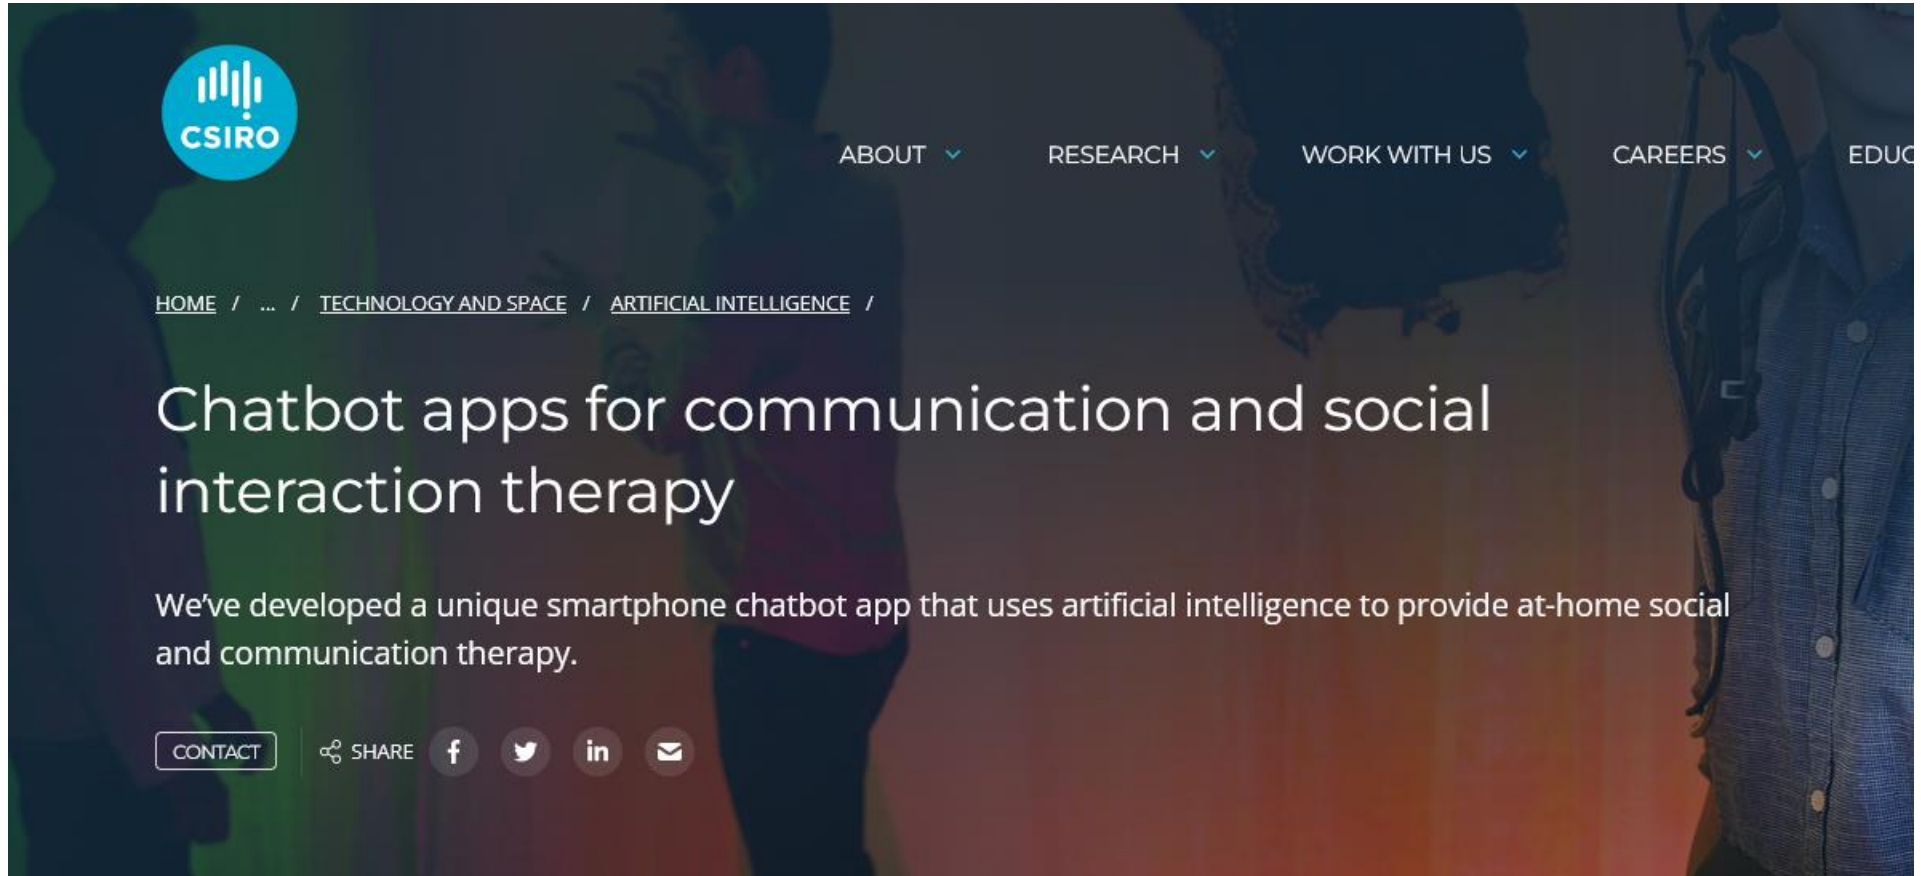 CSIRO
ABOUT RESEARCH WORK WITH US CAREERS EDUC
HOME / ... / TECHNOLOGY AND SPACE / ARTIFICIAL INTELLIGENCE /
Chatbot apps for communication and social
interaction therapy
We've developed a unique smartphone chatbot app that uses artificial intelligence to provide at-home social
and communication therapy.
CONTACT SHARE